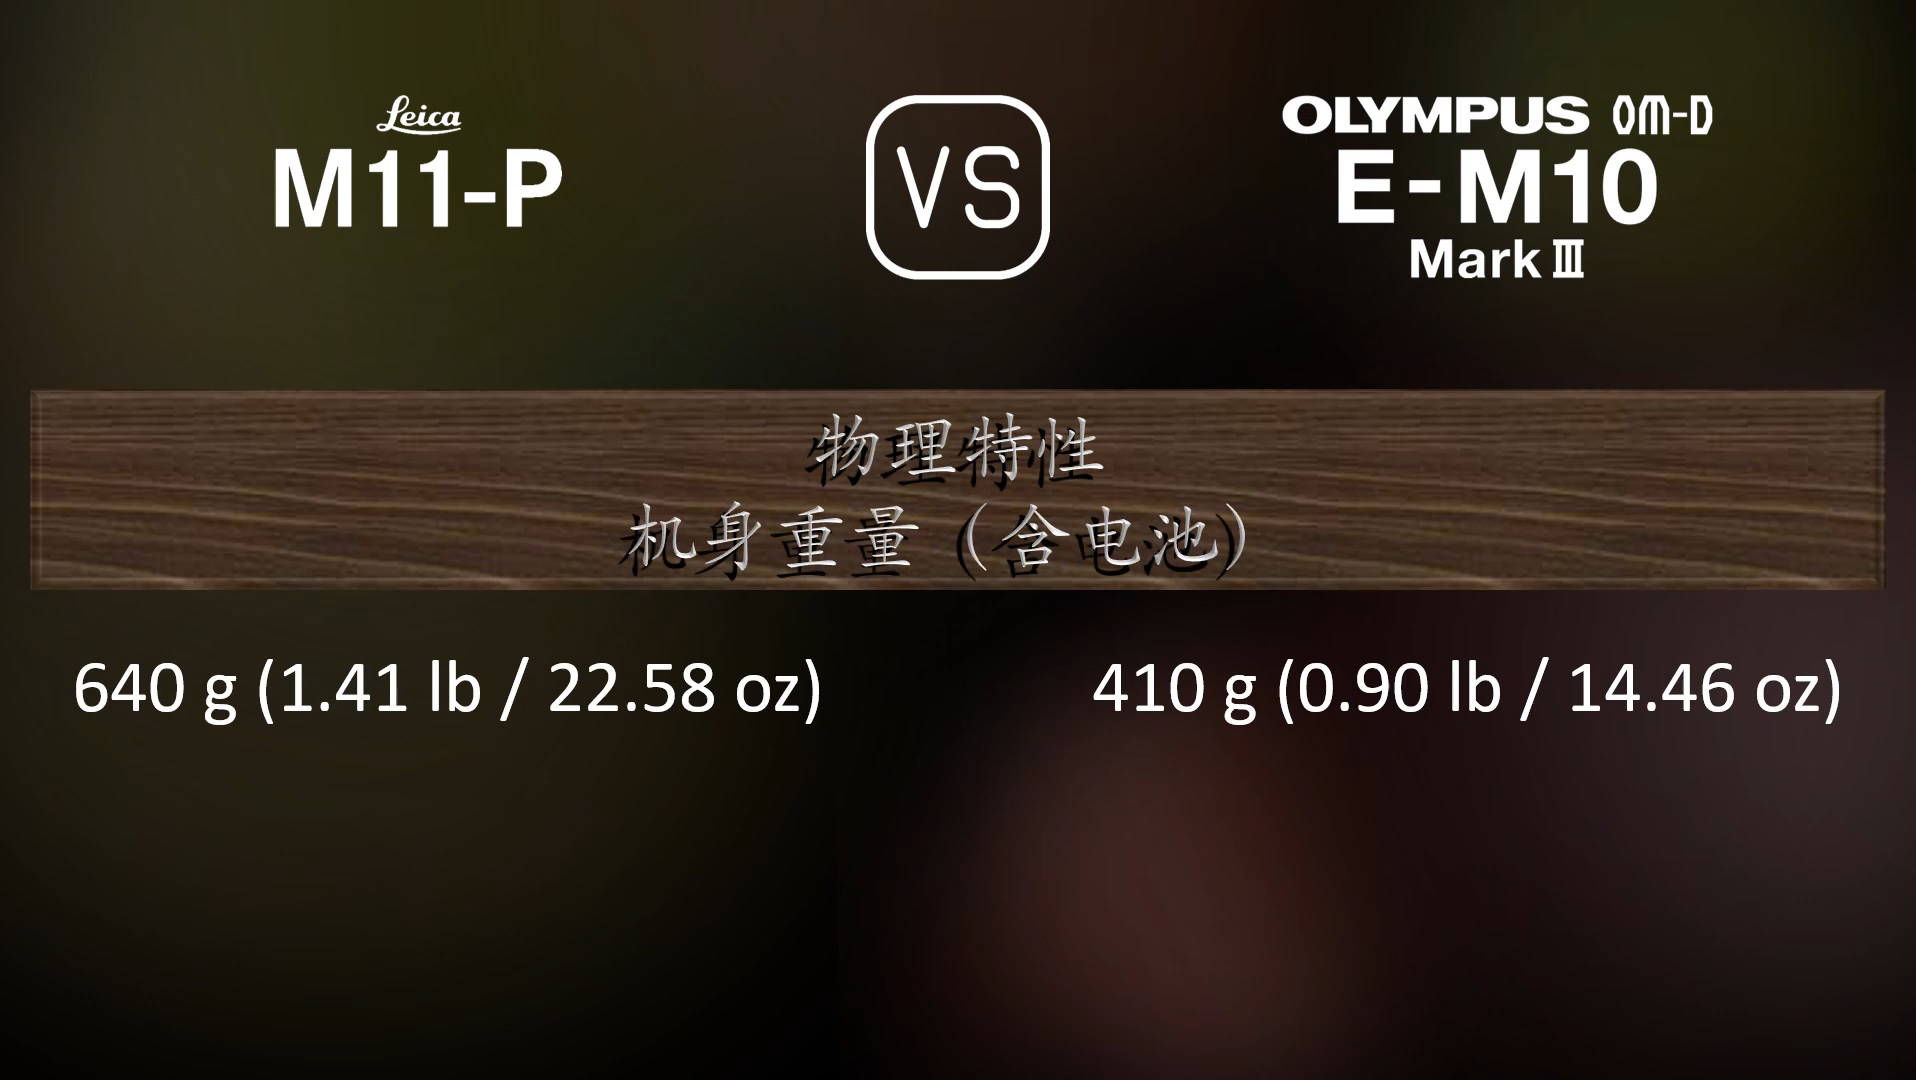 Leica
M11-P
VS
OLYMPUS OM-D
E-M10
Mark III
物理特性
机身重量（含电池）
640 g (1.41 lb / 22.58 oz)
410 g (0.90 lb / 14.46 oz)